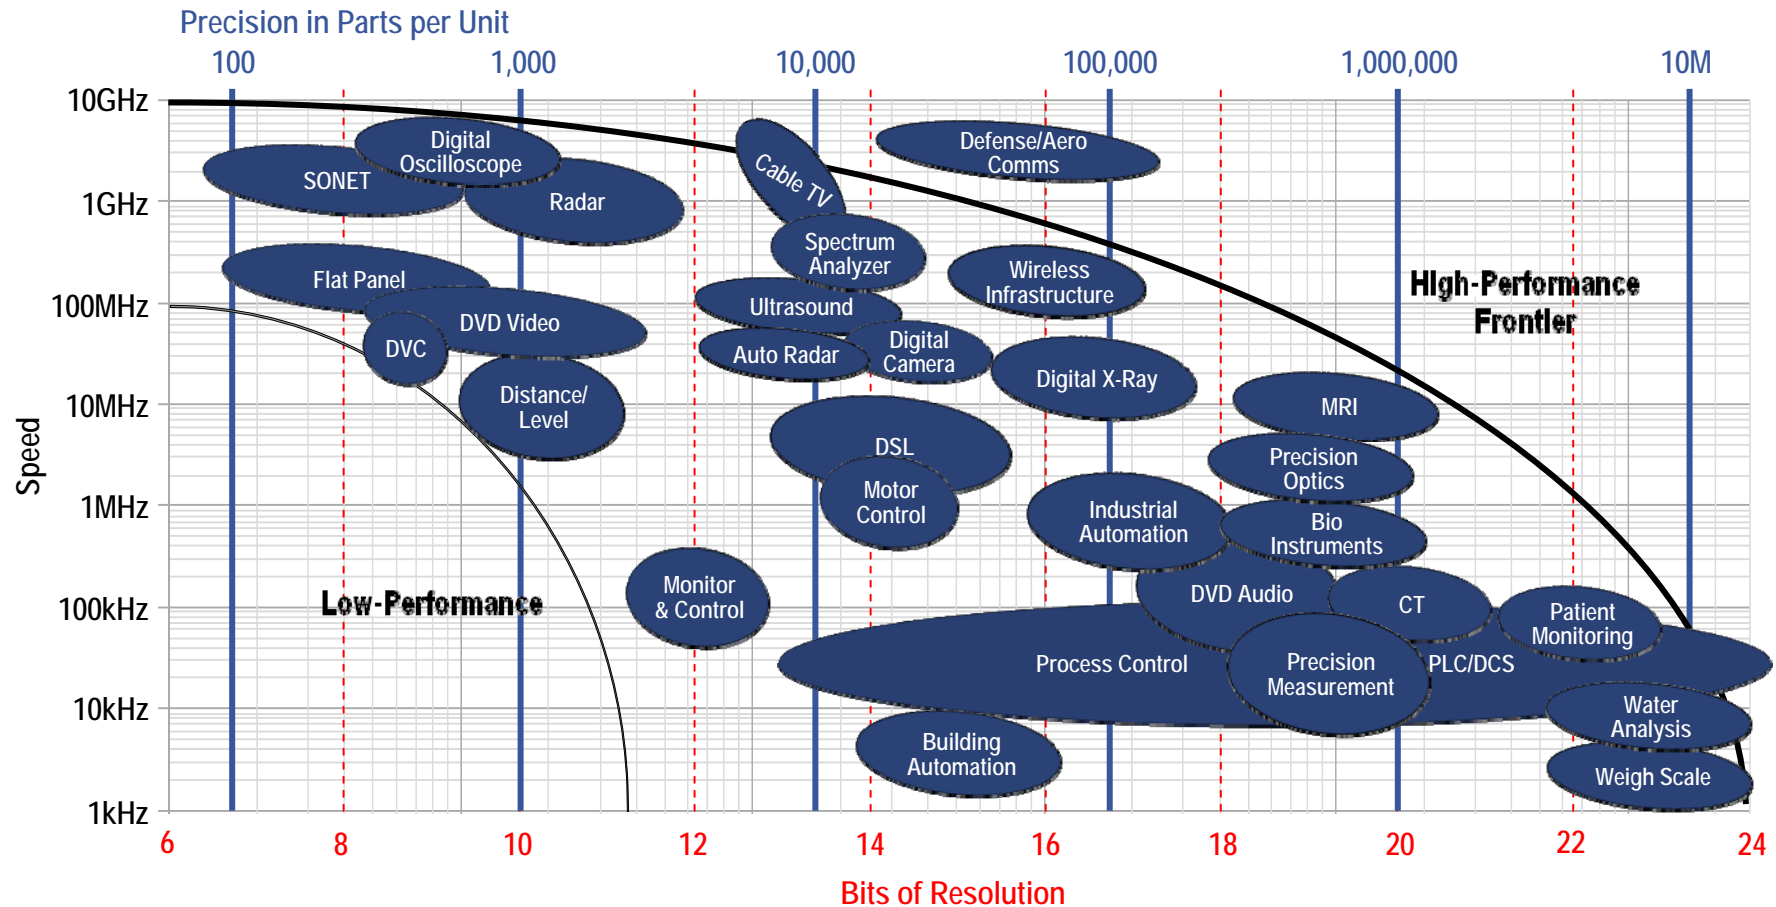 Precision in Parts per Unit
100
1,000
10,000
100,000
1,000,000
10M
10GHz
1GHz
100MHz
10MHz
1MHz
100kHz
10kHz
1kHz
Speed
Digital
Oscilloscope
SONET
Radar
Cable TV
Defense/Aero
Comms
Spectrum
Analyzer
Wireless
Infrastructure
Flat Panel
Ultrasound
DVD Video
DVC
Auto Radar
Digital
Camera
Digital X-Ray
Distance/
Level
MRI
DSL
Precision
Optics
Motor
Control
Industrial
Automation
Bio
Instruments
Monitor
& Control
DVD Audio
CT
Patient
Monitoring
Process Control
Precision
Measurement
PLC/DCS
Water
Analysis
Building
Automation
Weigh Scale
High-Performance
Frontier
Low-Performance
6
8
10
12
14
16
18
20
22
24
Bits of Resolution